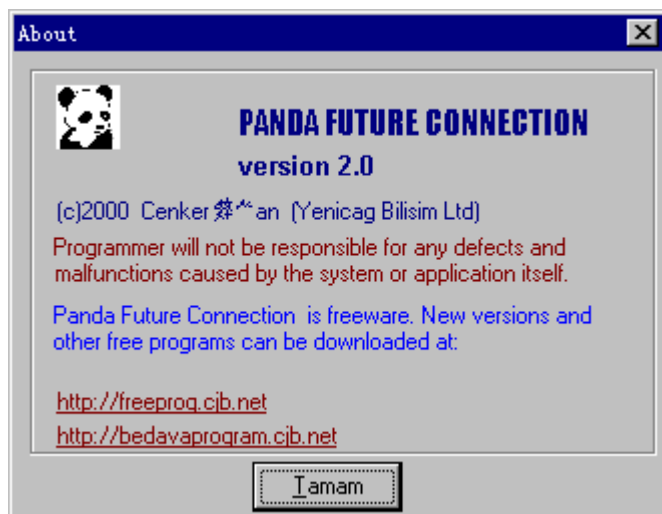 About
PANDA FUTURE CONNECTION
version 2.0
(c)2000 Cenker an (Yenicag Bilisim Ltd)
Programmer will not be responsible for any defects and
malfunctions caused by the system or application itself.
Panda Future Connection is freeware. New versions and
other free programs can be downloaded at:
http://freeprog.cjb.net
http://bedavaprogram.cjb.net
Tamam